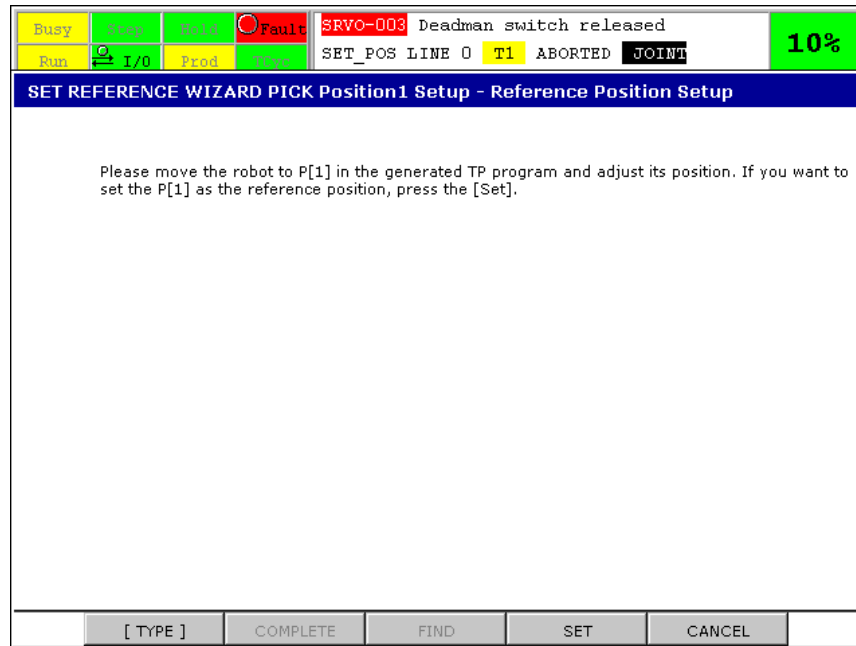 Busy Step Hold Fault SRVO-003 Deadman switch released
Run I/O Prod TCyc SET_POS LINE 0 T1 ABORTED JOINT 10%
SET REFERENCE WIZARD PICK Position1 Setup - Reference Position Setup
Please move the robot to P[1] in the generated TP program and adjust its position. If you want to
set the P[1] as the reference position, press the [Set].
[ TYPE ] COMPLETE FIND SET CANCEL